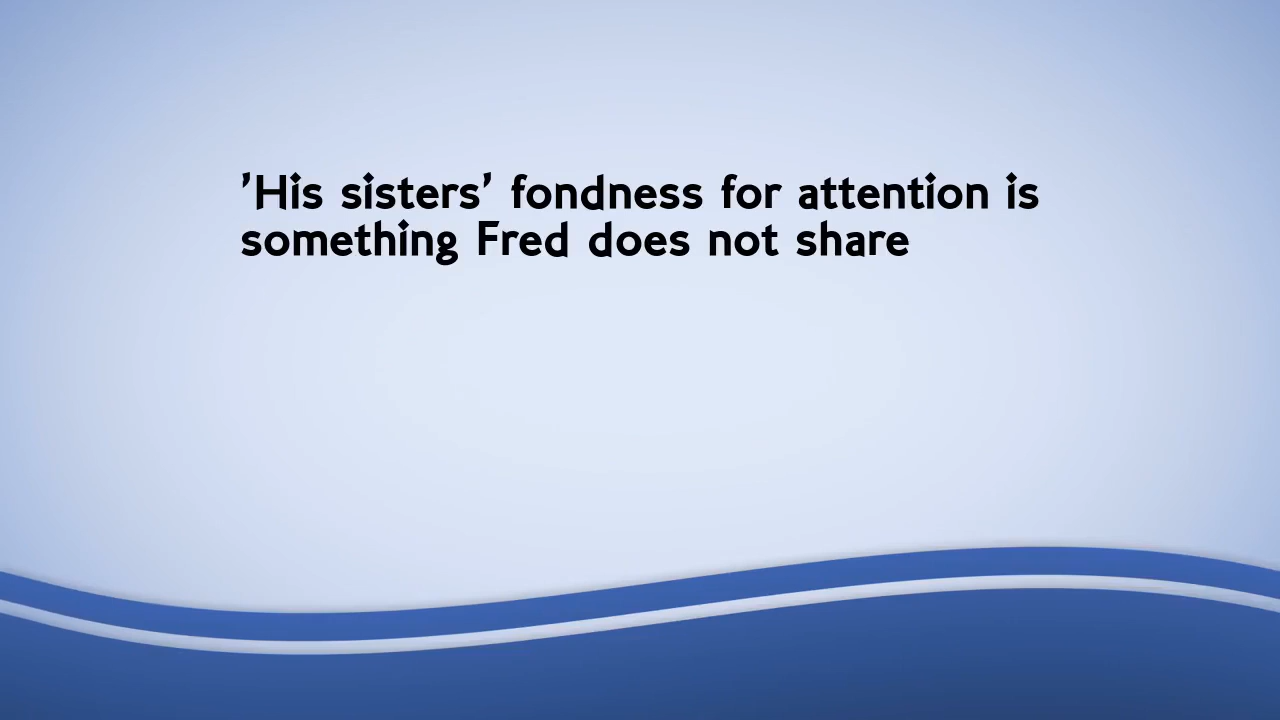 ’His sisters’ fondness for attention is
something Fred does not share